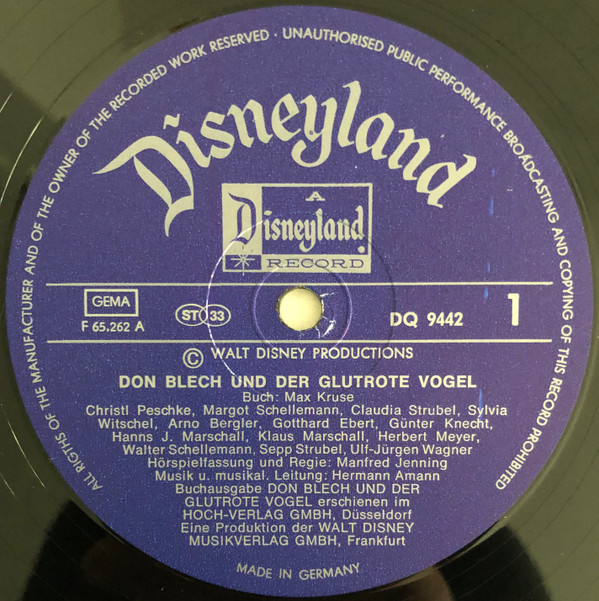 ALL RIGTHS OF THE MANUFACTURER AND OF THE OWNER OF THE RECORDED WORK RESERVED · UNAUTHORISED PUBLIC PERFORMANCE BROADCASTING AND COPYING OF THIS RECORD PROHIBITED
Disneyland
A
Disneyland
RECORD
GEMA
F 65.262 A
ST 33
DQ 9442
1
© WALT DISNEY PRODUCTIONS
DON BLECH UND DER GLUTROTE VOGEL
Buch: Max Kruse
Christl Peschke, Margot Schellemann, Claudia Strubel, Sylvia
Witschel, Arno Bergler, Gotthard Ebert, Günter Knecht,
Hanns J. Marschall, Klaus Marschall, Herbert Meyer,
Walter Schellemann, Sepp Strubel, Ulf-Jürgen Wagner
Hörspielfassung und Regie: Manfred Jenning
Musik u. musikal. Leitung: Hermann Amann
Buchausgabe DON BLECH UND DER
GLUTROTE VOGEL erschienen im
HOCH-VERLAG GMBH, Düsseldorf
Eine Produktion der WALT DISNEY
MUSIKVERLAG GMBH, Frankfurt
MADE IN GERMANY